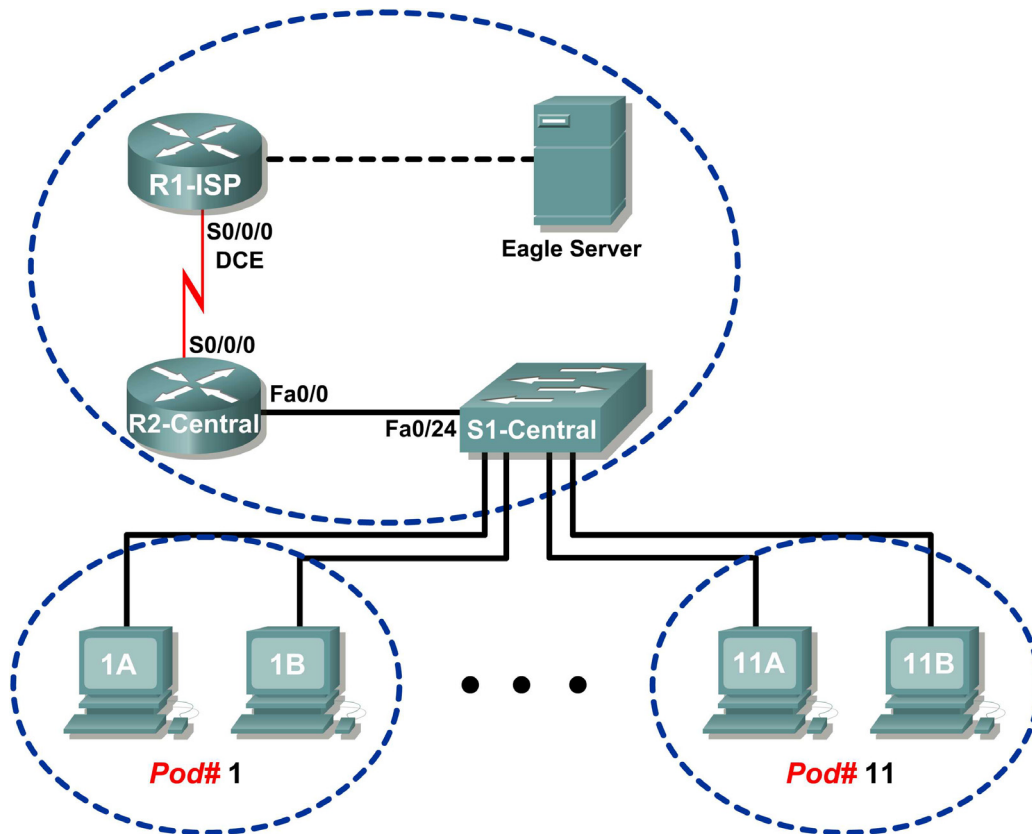 R1-ISP
S0/0/0
DCE
Eagle Server
S0/0/0
R2-Central
Fa0/0
Fa0/24
S1-Central
1A
1B
11A
11B
Pod# 1
Pod# 11